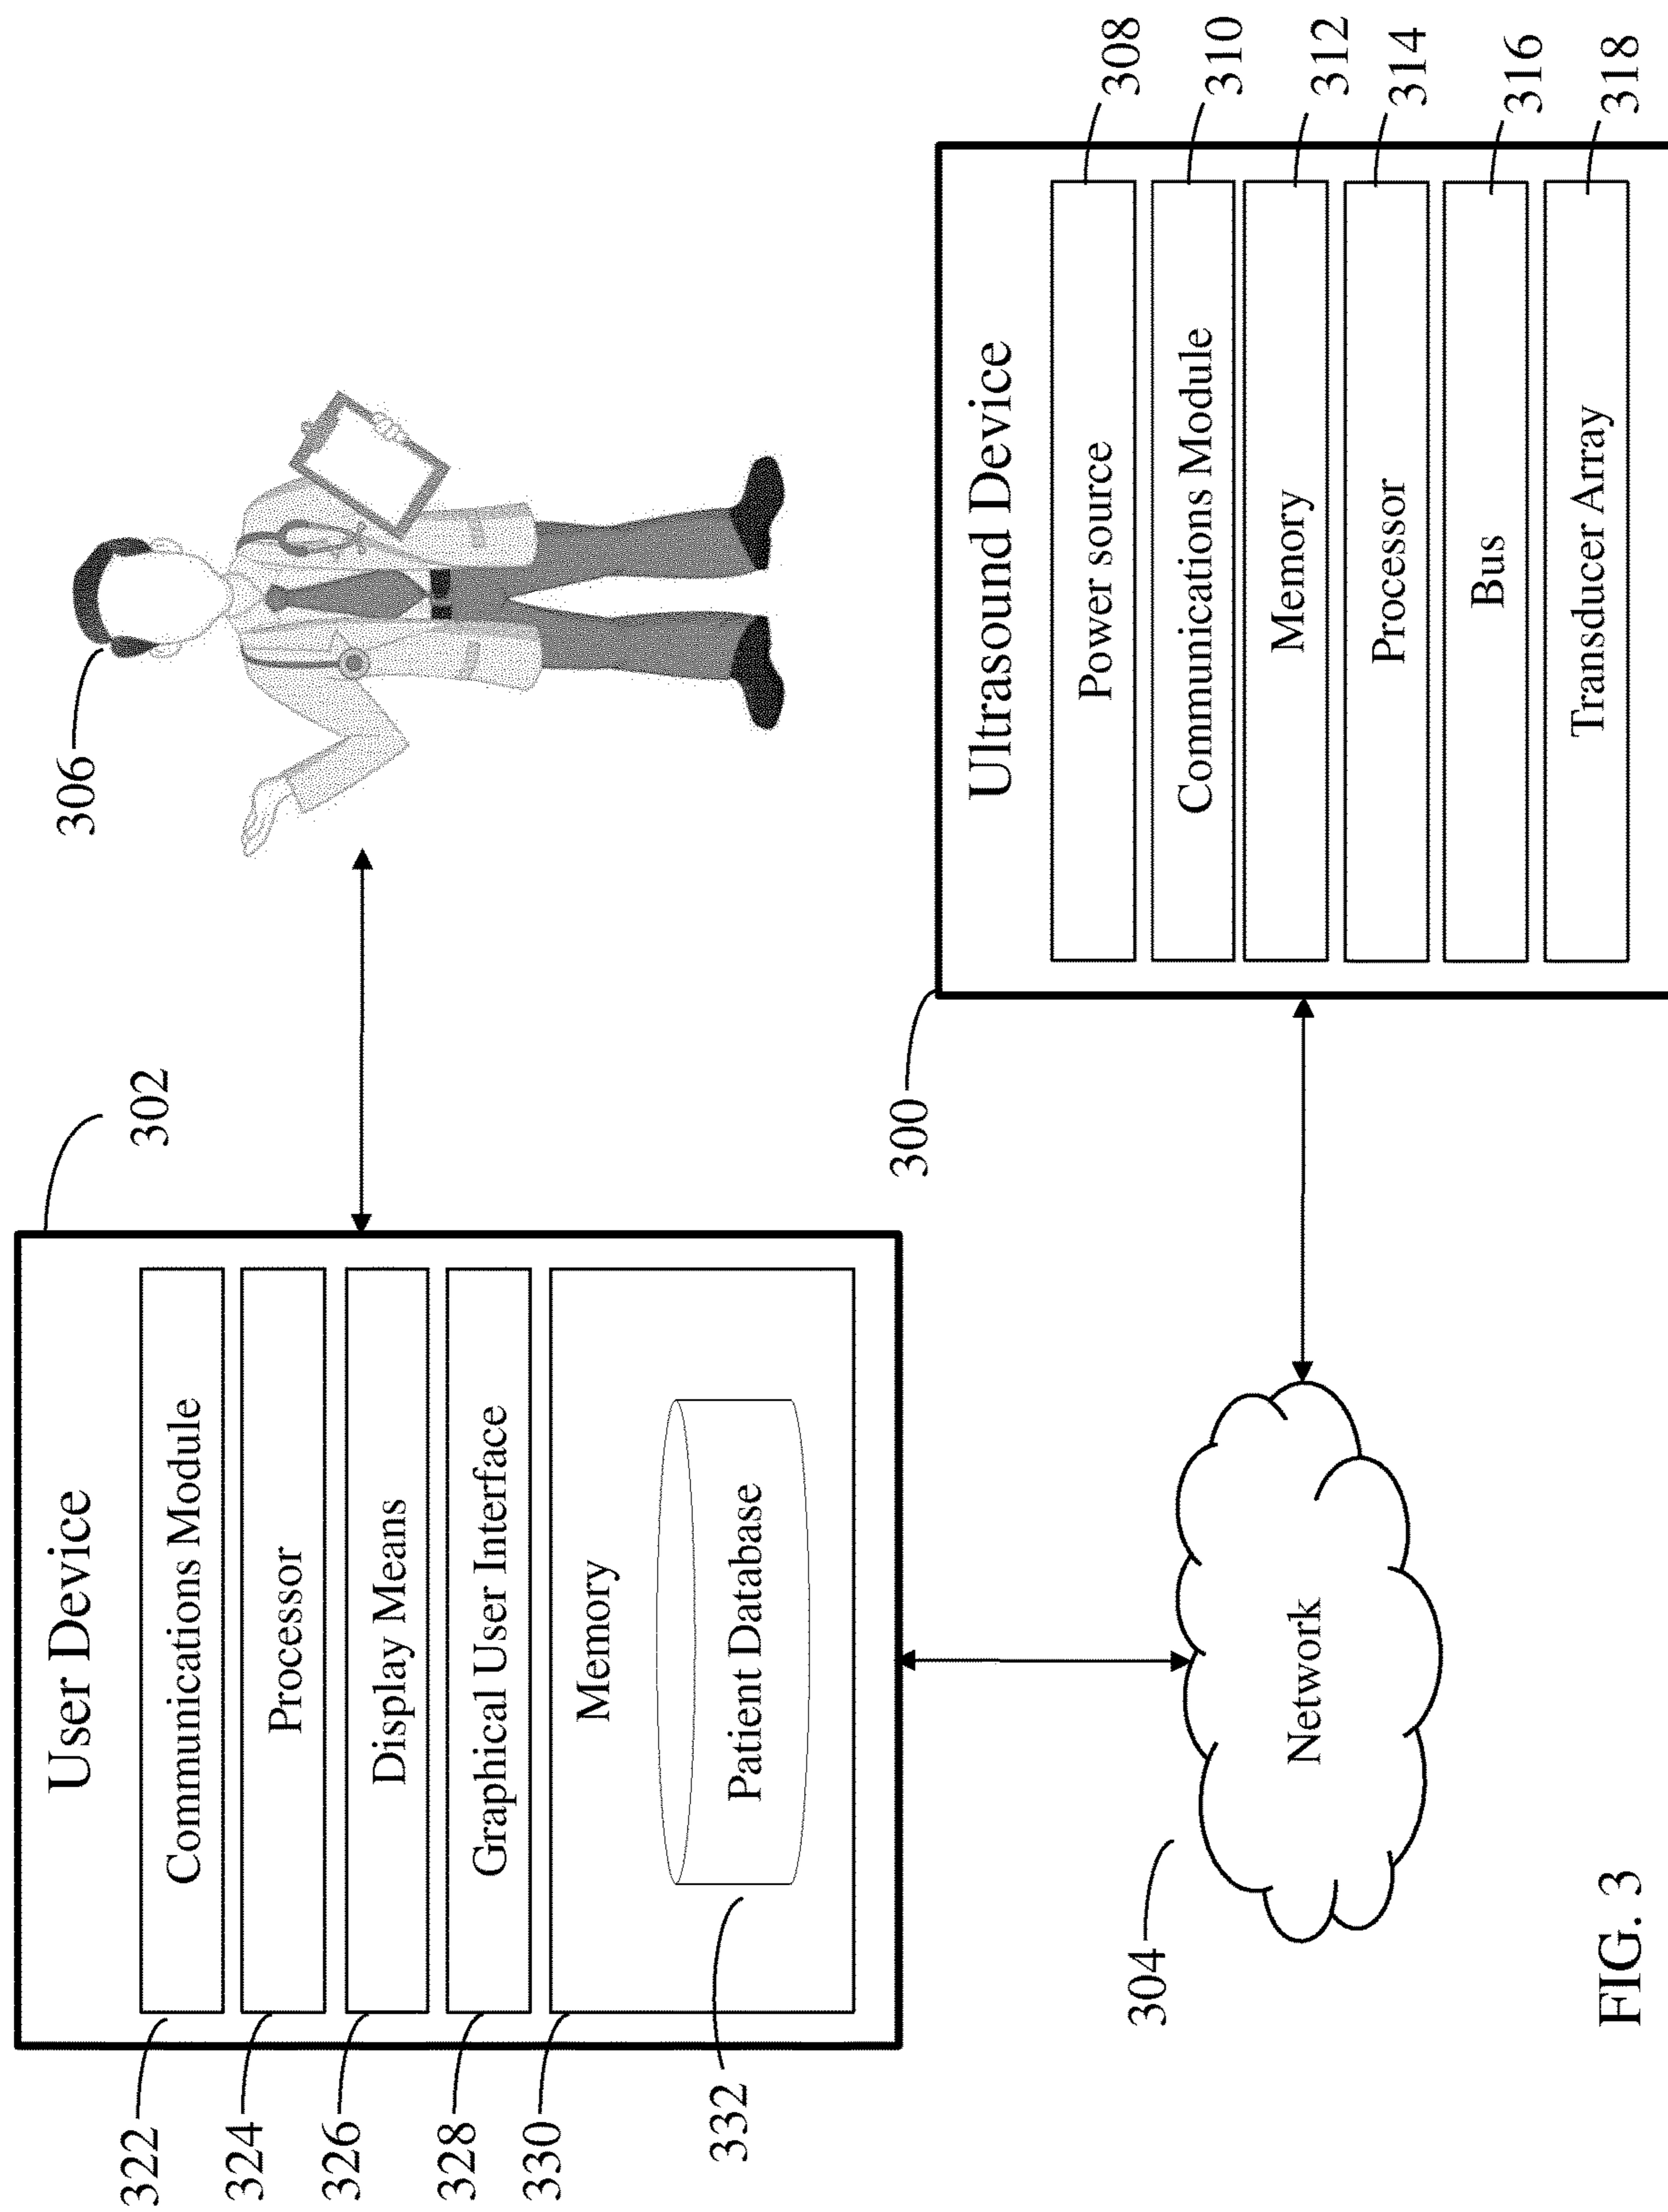 User Device
302
322
Communications Module
324
Processor
326
Display Means
328
Graphical User Interface
330
Memory
332
Patient Database
306
304
Network
300
Ultrasound Device
Power source
308
Communications Module
310
Memory
312
Processor
314
Bus
316
Transducer Array
318
FIG. 3